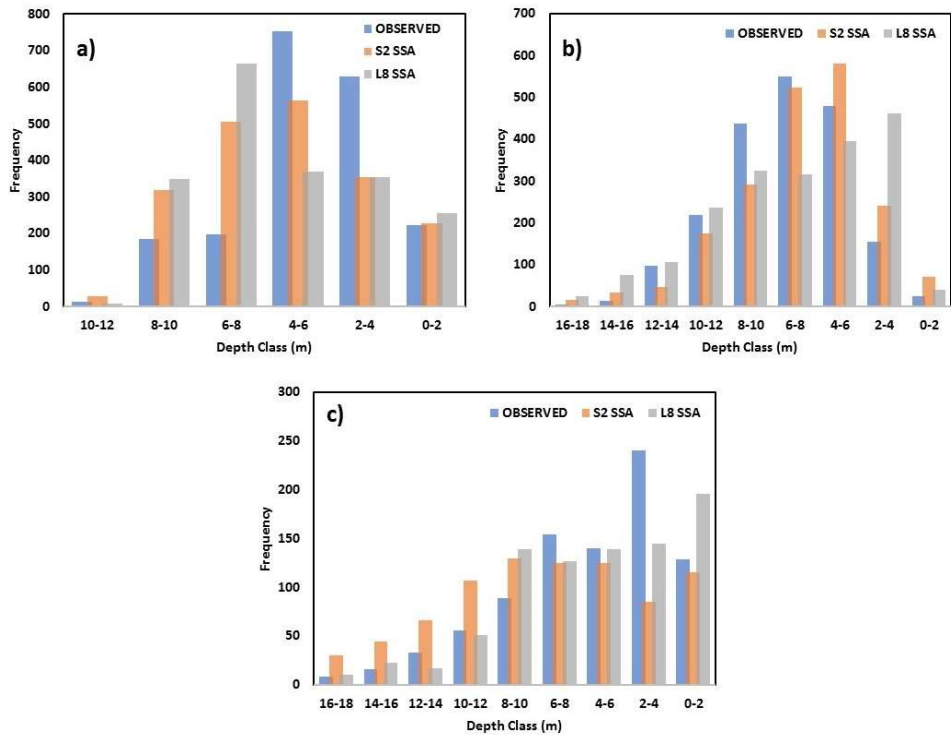 a)
OBSERVED
S2 SSA
L8 SSA
800
700
600
500
400
300
200
100
0
Frequency
10-12 8-10 6-8 4-6 2-4 0-2
Depth Class (m)
b)
OBSERVED S2 SSA L8 SSA
700
600
500
400
300
200
100
0
Frequency
16-18 14-16 12-14 10-12 8-10 6-8 4-6 2-4 0-2
Depth Class (m)
c)
OBSERVED S2 SSA L8 SSA
300
250
200
150
100
50
0
Frequency
16-18 14-16 12-14 10-12 8-10 6-8 4-6 2-4 0-2
Depth Class (m)